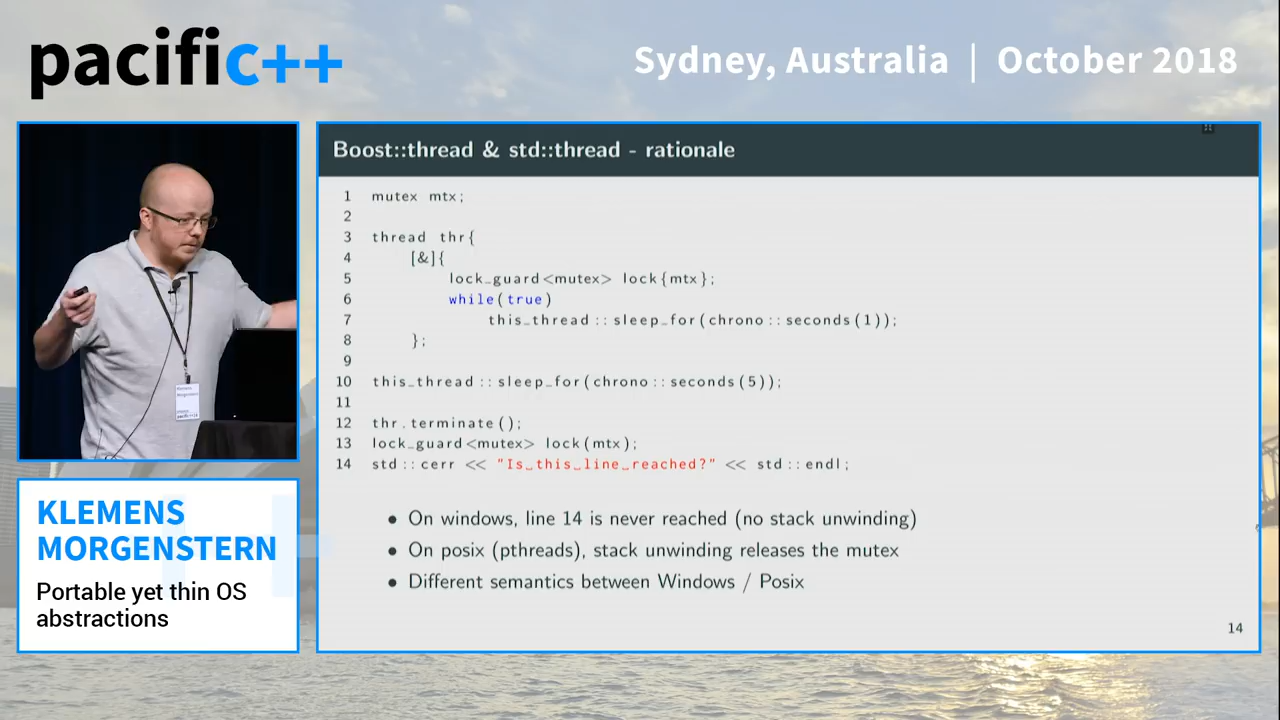 pacific++
Sydney, Australia | October 2018
Boost::thread & std::thread - rationale
1 mutex mtx;
2
3 thread thr{
4 [&]{
5 lock_guard<mutex> lock{mtx};
6 while(true)
7 this_thread::sleep_for(chrono::seconds(1));
8 };
9
10 this_thread::sleep_for(chrono::seconds(5));
11
12 thr.terminate();
13 lock_guard<mutex> lock(mtx);
14 std::cerr << "Is_this_line_reached?" << std::endl;
• On windows, line 14 is never reached (no stack unwinding)
• On posix (pthreads), stack unwinding releases the mutex
• Different semantics between Windows / Posix
14
KLEMENS
MORGENSTERN
Portable yet thin OS
abstractions